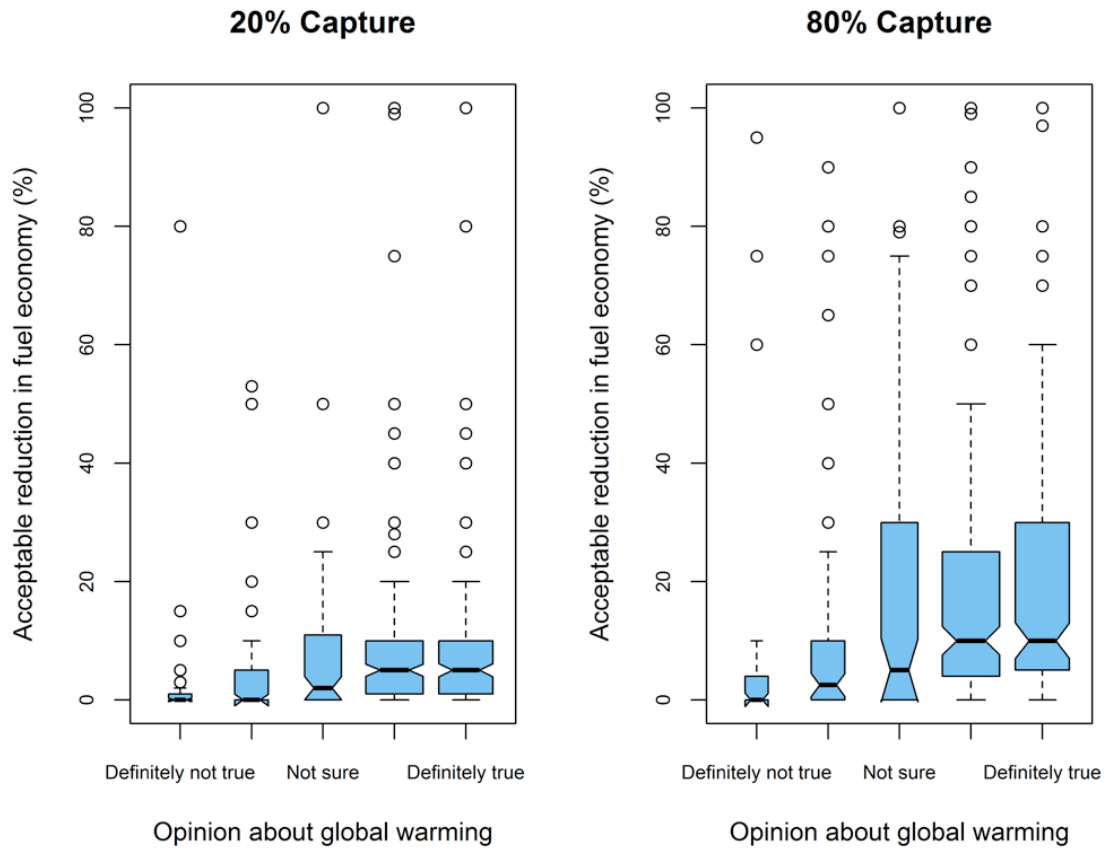 20% Capture
Acceptable reduction in fuel economy (%)
100
80
60
40
20
0
Definitely not true Not sure Definitely true
Opinion about global warming
80% Capture
Acceptable reduction in fuel economy (%)
100
80
60
40
20
0
Definitely not true Not sure Definitely true
Opinion about global warming